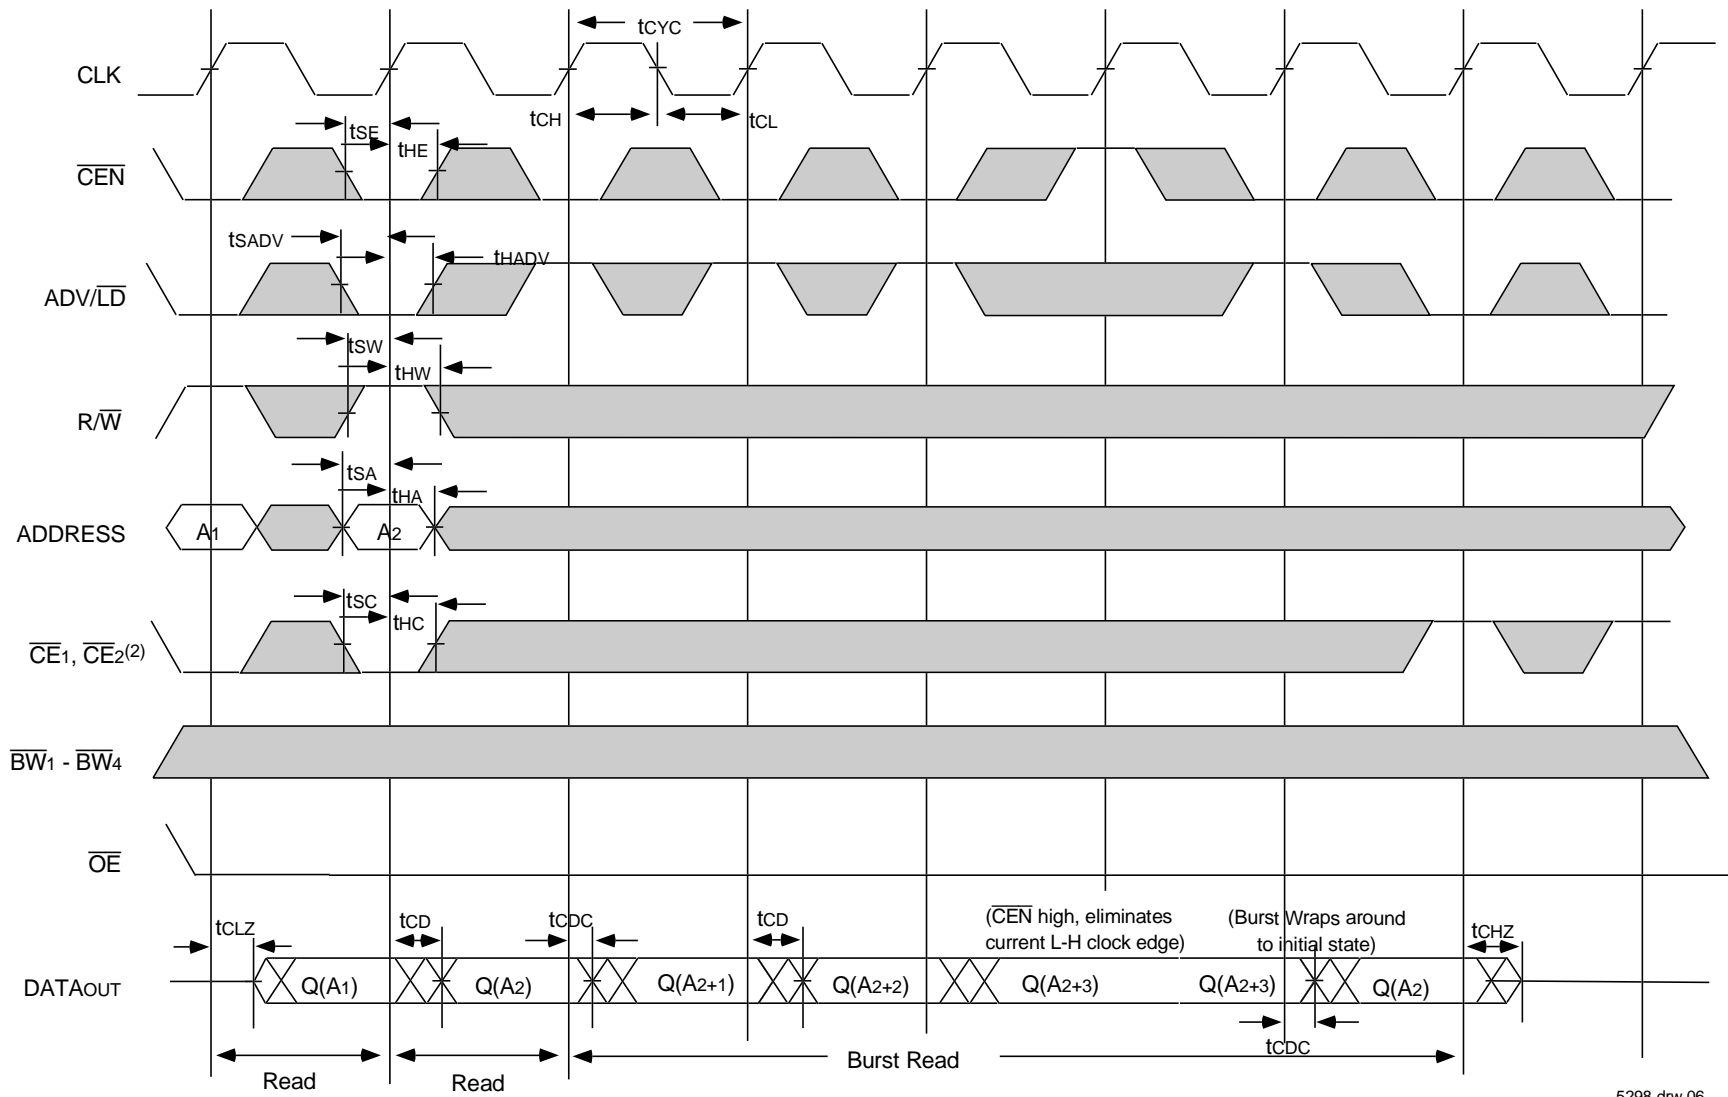 tCYC
CLK
tCH
tCL
tSE
tHE
CEN
tSADV
tHADV
ADV/LD
tSW
tHW
R/W
tSA
tHA
ADDRESS
A1
A2
tSC
tHC
CE1, CE2(2)
BW1 - BW4
OE
tCLZ
tCD
tCDC
tCD
(CEN high, eliminates
current L-H clock edge)
(Burst Wraps around
to initial state)
tCHZ
DATAOUT
Q(A1)
Q(A2)
Q(A2+1)
Q(A2+2)
Q(A2+3)
Q(A2+3)
Q(A2)
tCDC
Read
Read
Burst Read
5298 drw 06